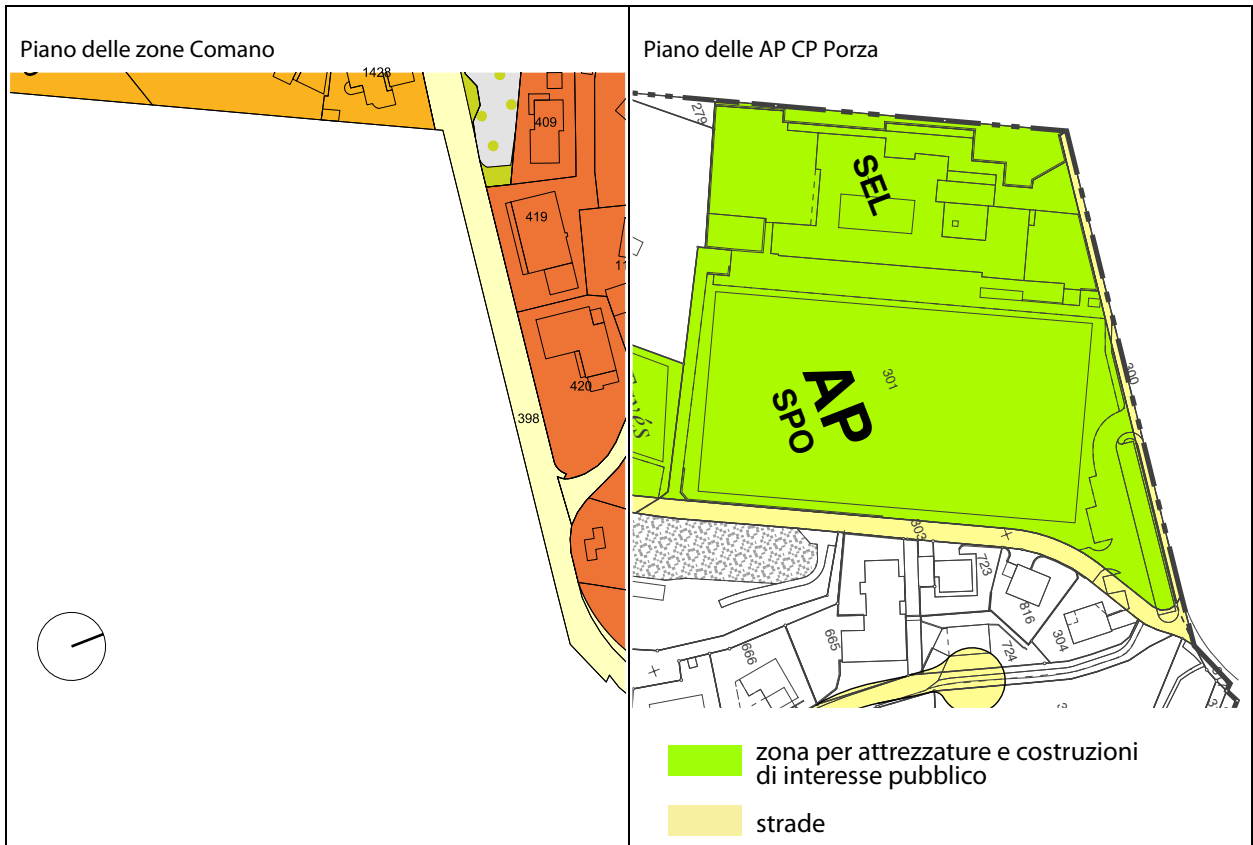 Piano delle zone Comano
1428
409
419
420
398
Piano delle AP CP Porza
279
SEL
301
AP
SPO
300
303
723
816
304
665
666
724
zona per attrezzature e costruzioni
di interesse pubblico
strade